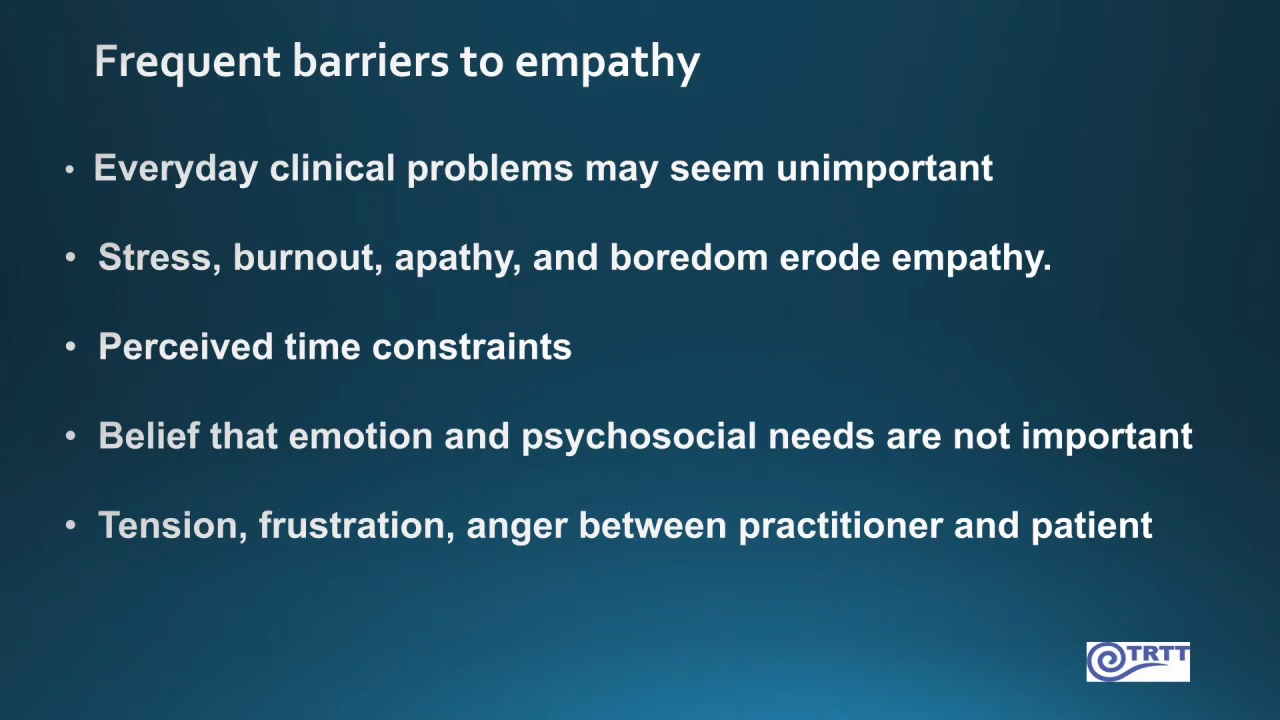 Frequent barriers to empathy
• Everyday clinical problems may seem unimportant
• Stress, burnout, apathy, and boredom erode empathy.
• Perceived time constraints
• Belief that emotion and psychosocial needs are not important
• Tension, frustration, anger between practitioner and patient
TRTT